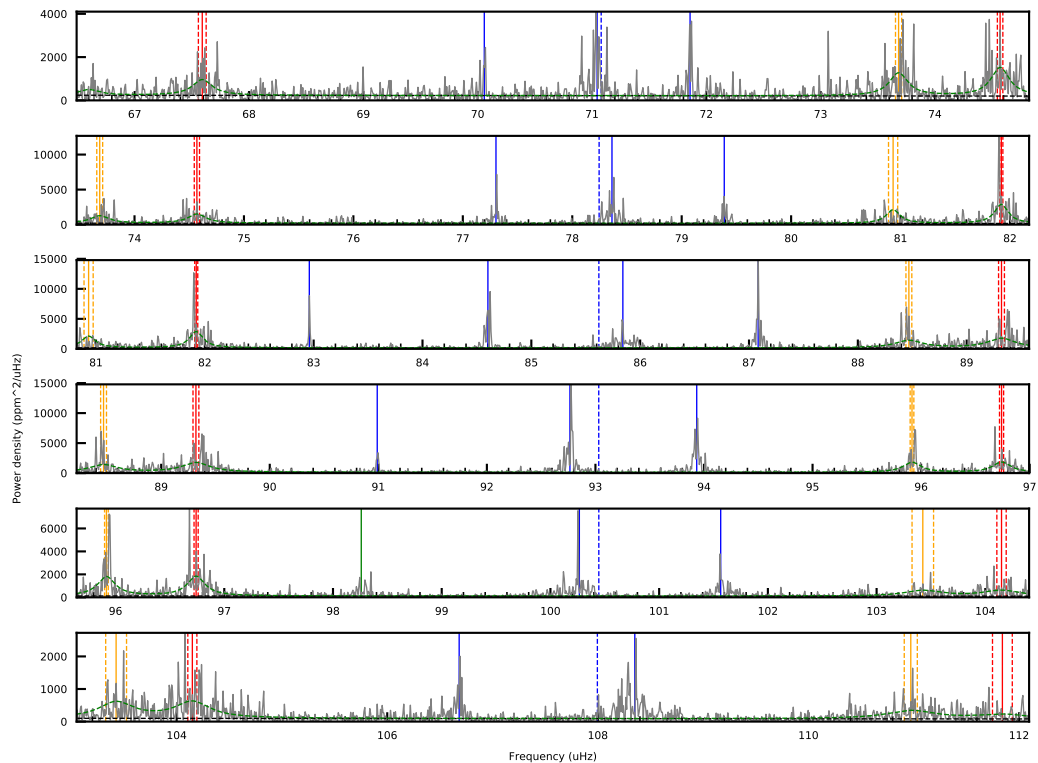 4000
2000
0
67 68 69 70 71 72 73 74
10000
5000
0
74 75 76 77 78 79 80 81 82
15000
10000
5000
0
81 82 83 84 85 86 87 88 89
Power density (ppm^2/uHz)
15000
10000
5000
0
89 90 91 92 93 94 95 96 97
6000
4000
2000
0
96 97 98 99 100 101 102 103 104
2000
1000
0
104 106 108 110 112
Frequency (uHz)